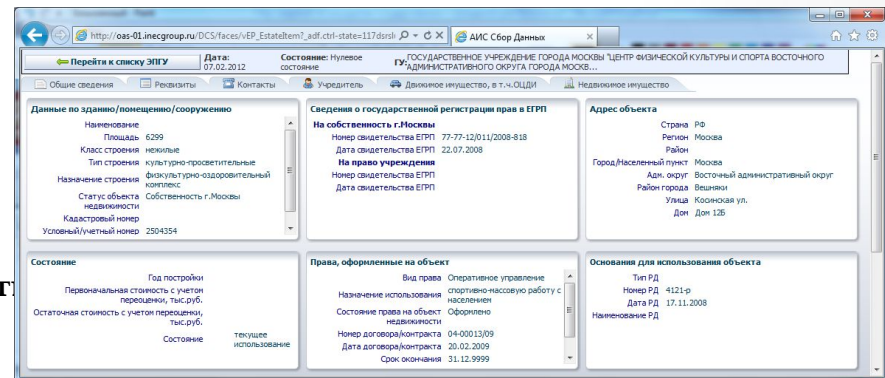 http://oas-01.inecgroup.ru/DCS/faces/vEP_EstateItem?_adf.ctrl-state=117dsrsl
АИС Сбор Данных
Перейти к списку ЭПГУ
Дата: 07.02.2012
Состояние: Нулевое состояние
ГУ: ГОСУДАРСТВЕННОЕ УЧРЕЖДЕНИЕ ГОРОДА МОСКВЫ "ЦЕНТР ФИЗИЧЕСКОЙ КУЛЬТУРЫ И СПОРТА ВОСТОЧНОГО
АДМИНИСТРАТИВНОГО ОКРУГА ГОРОДА МОСКВ...
Общие сведения Реквизиты Контакты Учредитель Движимое имущество, в т.ч.ОЦДИ Недвижимое имущество
Данные по зданию/помещению/сооружению
Наименование
Площадь 6299
Класс строения нежилые
Тип строения культурно-просветительные
Назначение строения физкультурно-оздоровительный комплекс
Статус объекта недвижимости Собственность г.Москвы
Кадастровый номер
Условный/учетный номер 2504354
Сведения о государственной регистрации прав в ЕГРП
На собственность г.Москвы
Номер свидетельства ЕГРП 77-77-12/011/2008-818
Дата свидетельства ЕГРП 22.07.2008
На право учреждения
Номер свидетельства ЕГРП
Дата свидетельства ЕГРП
Адрес объекта
Страна РФ
Регион Москва
Район
Город/Населенный пункт Москва
Адм. округ Восточный административный округ
Район города Вешняки
Улица Косинская ул.
Дом Дом 12Б
Состояние
Год постройки
Первоначальная стоимость с учетом переоценки, тыс.руб.
Остаточная стоимость с учетом переоценки, тыс.руб.
Состояние текущее использование
Права, оформленные на объект
Вид права Оперативное управление
Назначение использования спортивно-массовую работу с населением
Состояние права на объект недвижимости Оформлено
Номер договора/контракта 04-00013/09
Дата договора/контракта 20.02.2009
Срок окончания 31.12.9999
Основания для использования объекта
Тип РД
Номер РД 4121-р
Дата РД 17.11.2008
Наименование РД